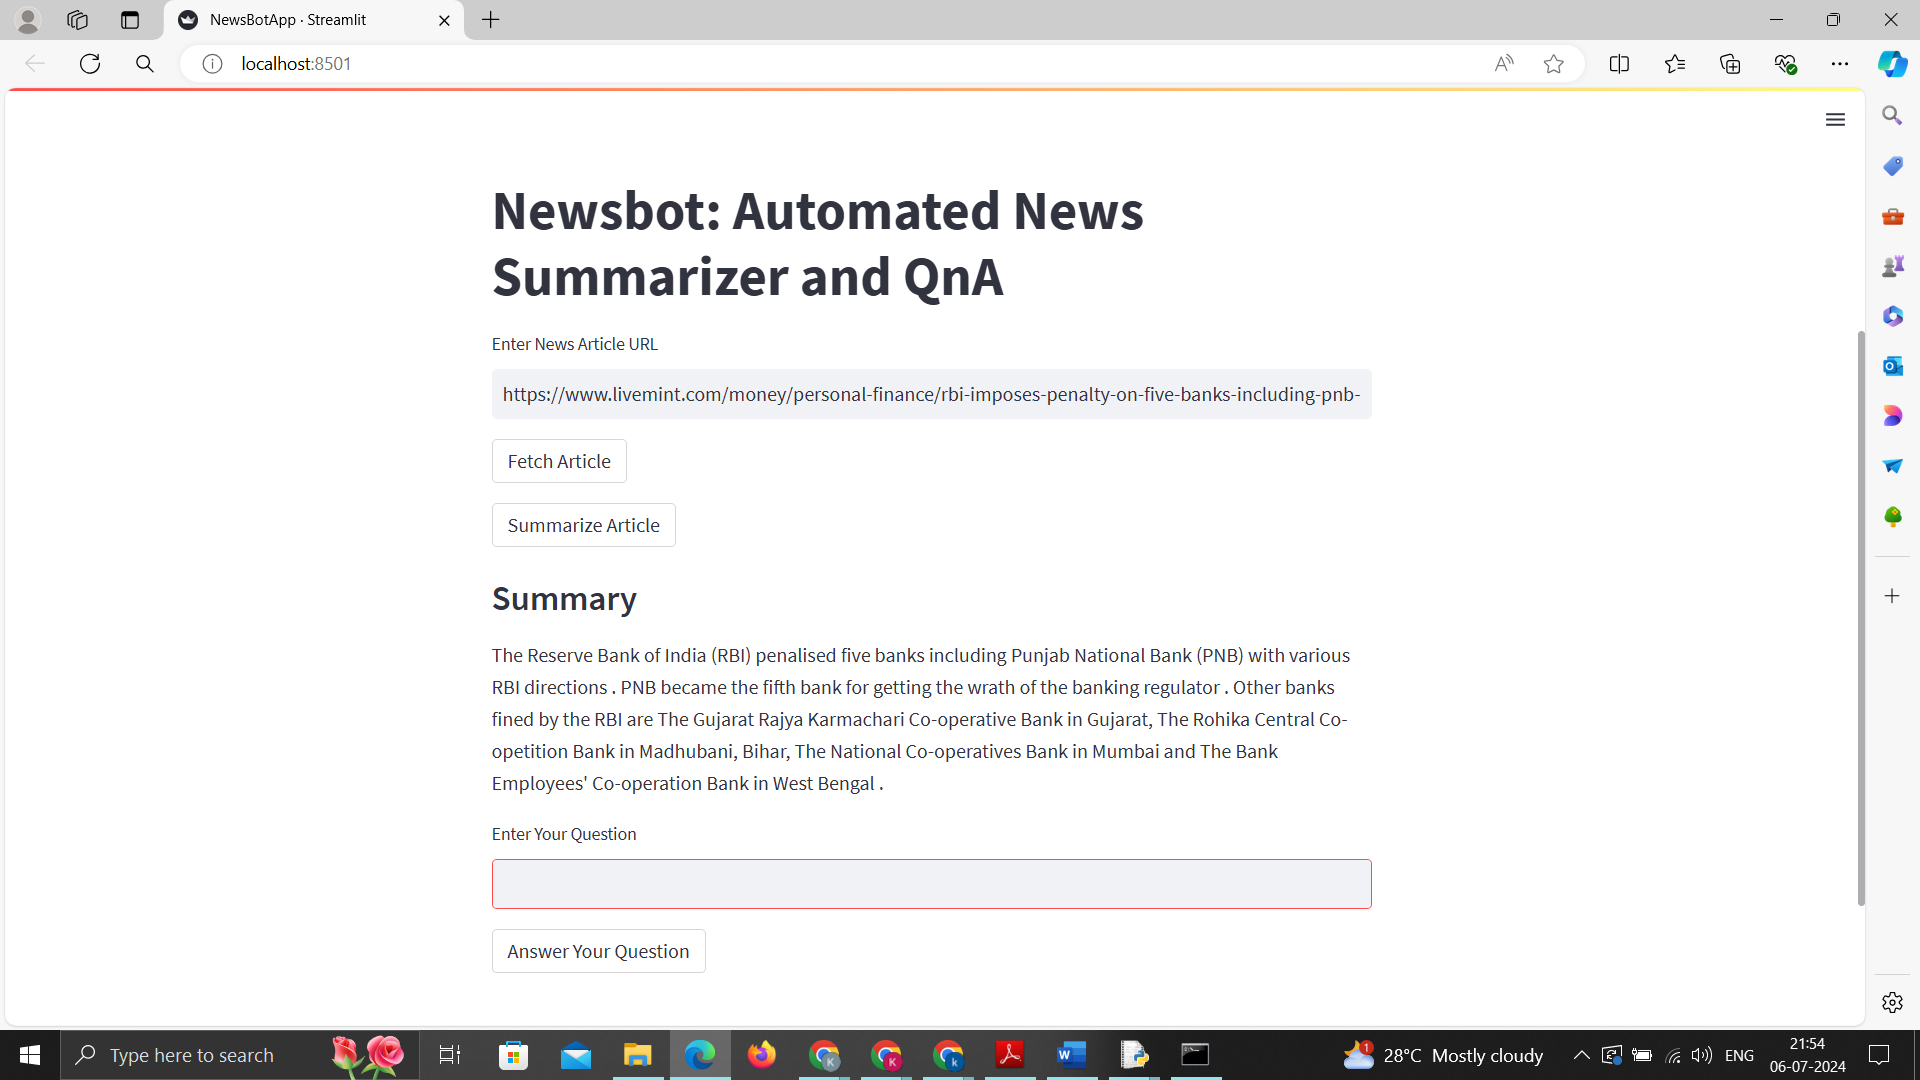 NewsBotApp · Streamlit
localhost:8501
Newsbot: Automated News
Summarizer and QnA
Enter News Article URL
https://www.livemint.com/money/personal-finance/rbi-imposes-penalty-on-five-banks-including-pnb-
Fetch Article
Summarize Article
Summary
The Reserve Bank of India (RBI) penalised five banks including Punjab National Bank (PNB) with various
RBI directions . PNB became the fifth bank for getting the wrath of the banking regulator . Other banks
fined by the RBI are The Gujarat Rajya Karmachari Co-operative Bank in Gujarat, The Rohika Central Co-
opetition Bank in Madhubani, Bihar, The National Co-operatives Bank in Mumbai and The Bank
Employees' Co-operation Bank in West Bengal .
Enter Your Question
Answer Your Question
Type here to search
K
K
k
1
28°C Mostly cloudy
ENG
21:54
06-07-2024